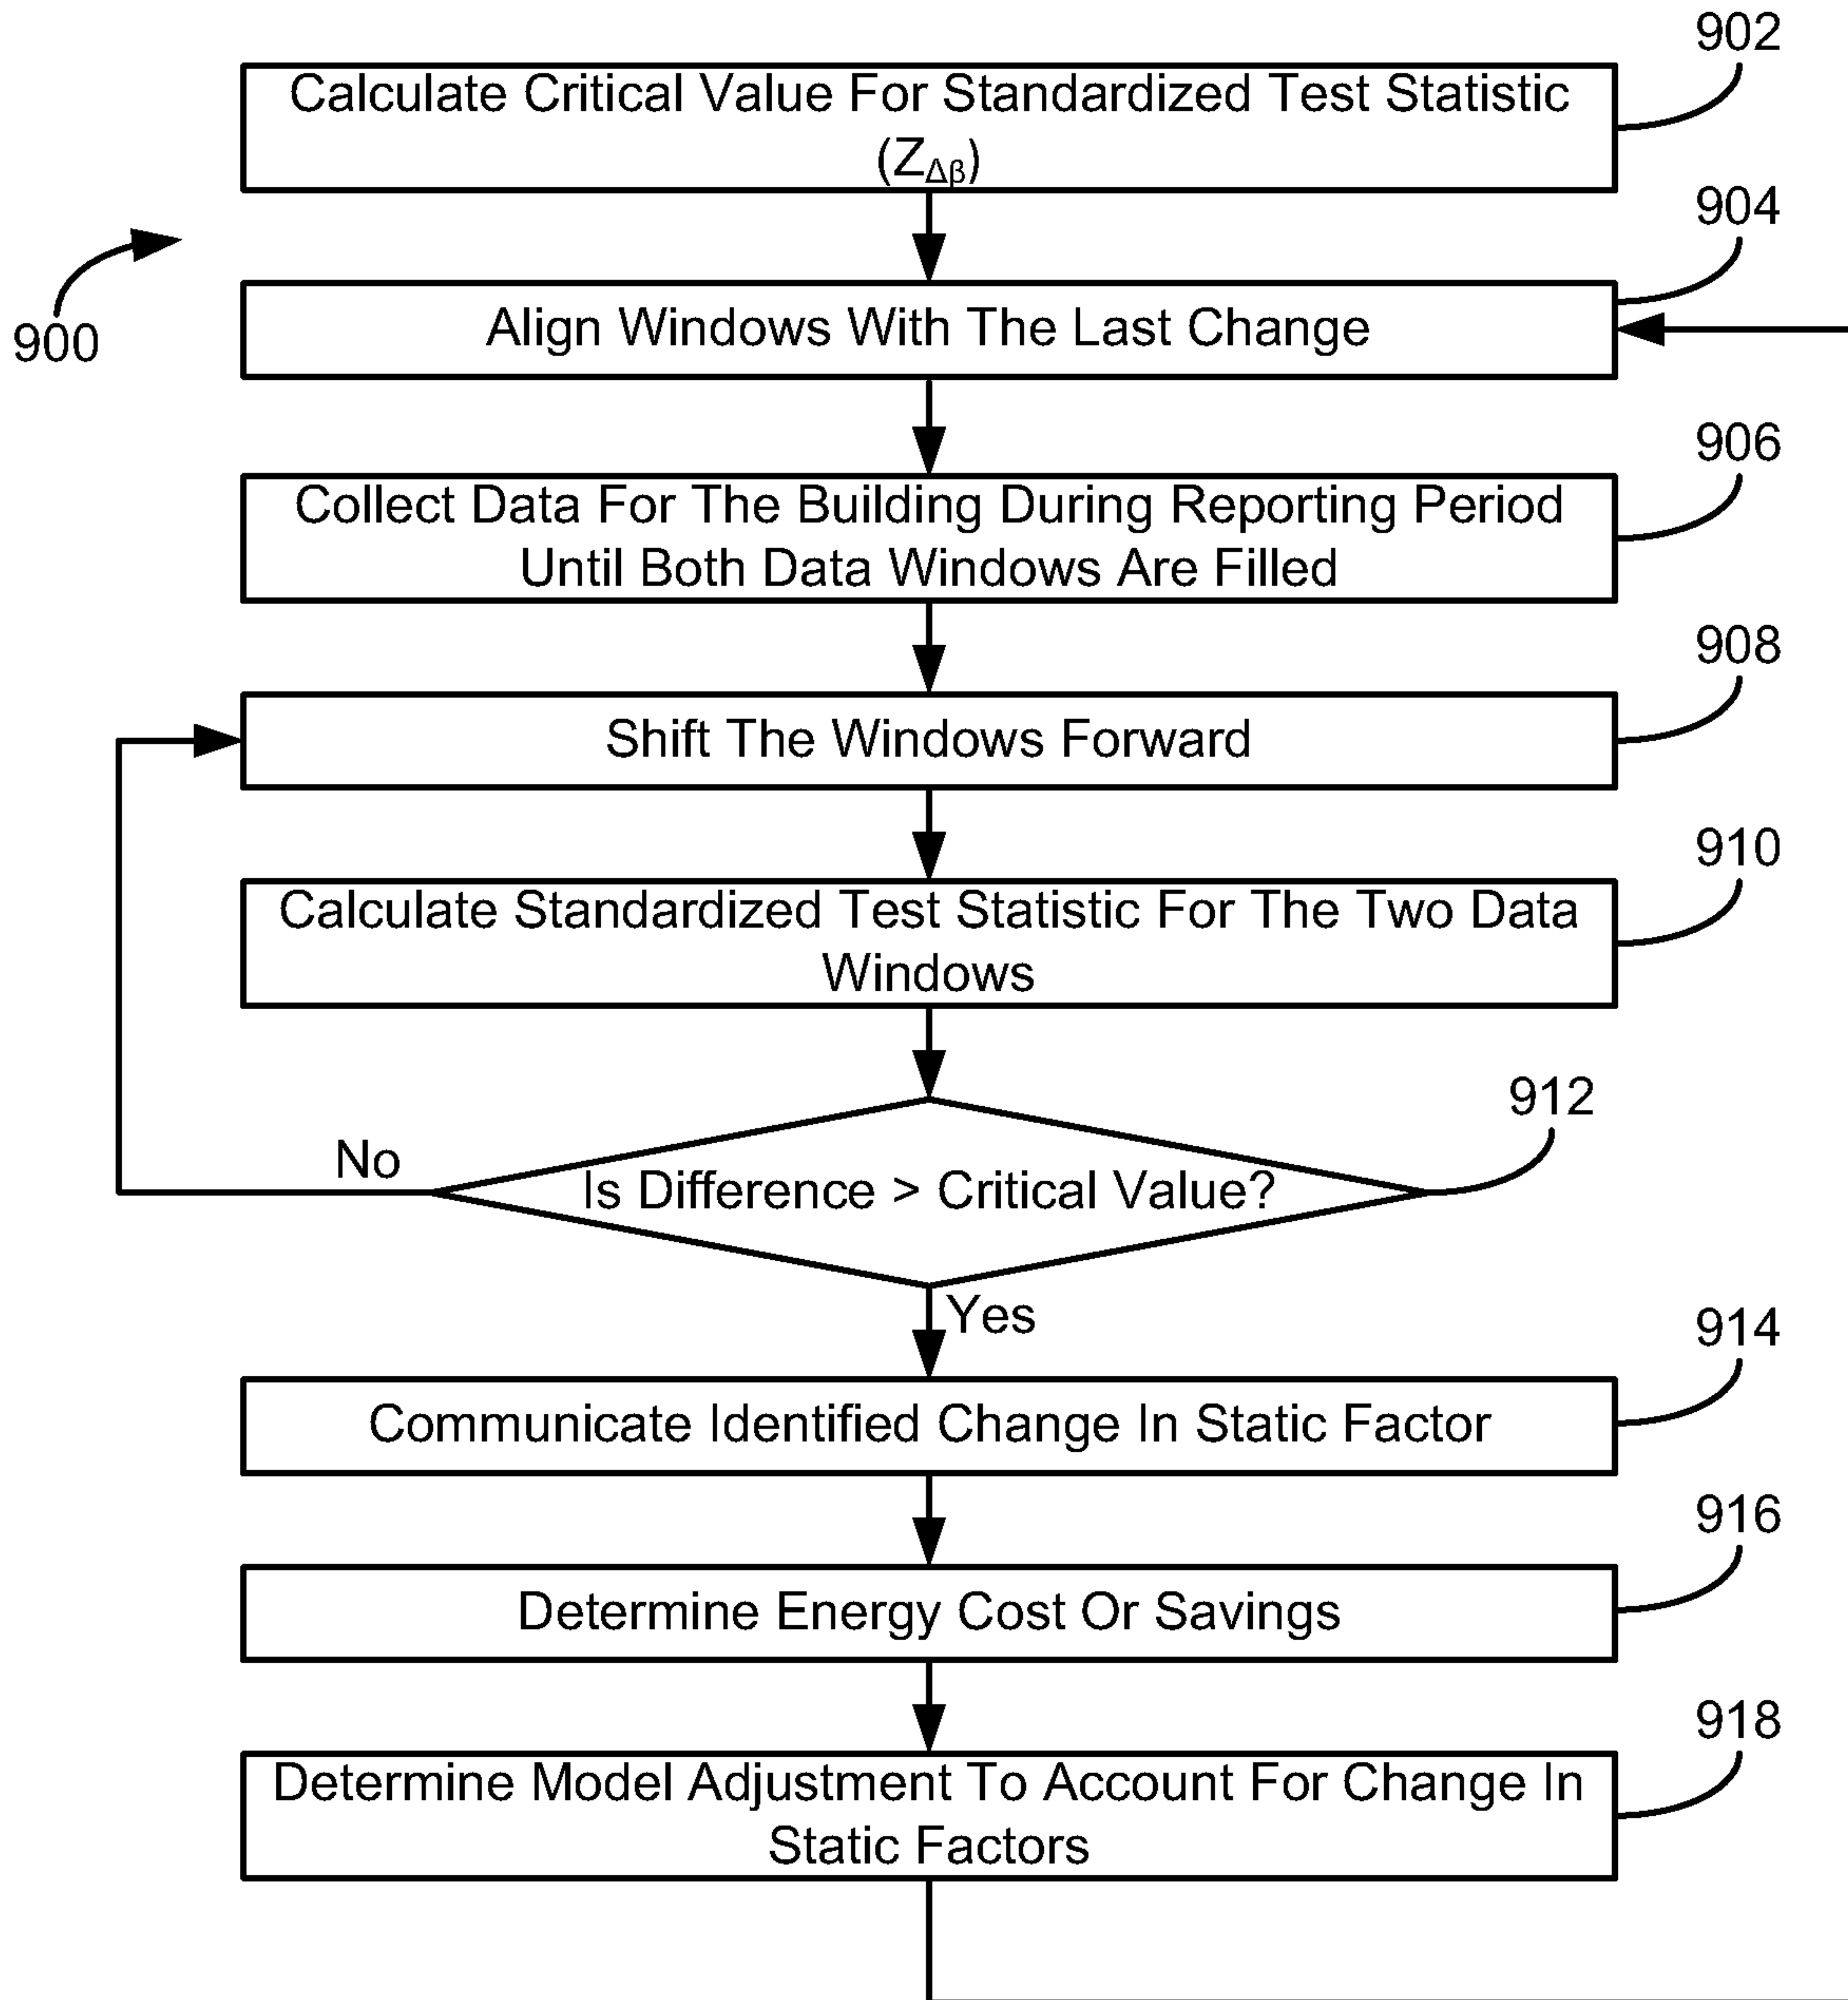 902
Calculate Critical Value For Standardized Test Statistic
(ZΔβ)
904
900
Align Windows With The Last Change
906
Collect Data For The Building During Reporting Period
Until Both Data Windows Are Filled
908
Shift The Windows Forward
910
Calculate Standardized Test Statistic For The Two Data
Windows
912
No
Is Difference > Critical Value?
Yes
914
Communicate Identified Change In Static Factor
916
Determine Energy Cost Or Savings
918
Determine Model Adjustment To Account For Change In
Static Factors